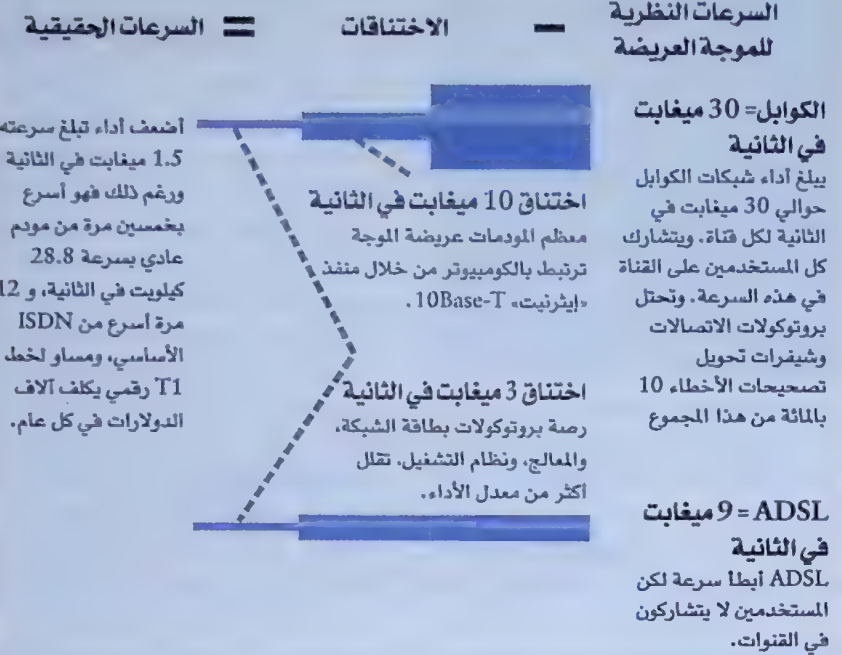 السرعات النظرية
للموجة العريضة
−
الاختناقات
=
السرعات الحقيقية
الكوابل= 30 ميغابت
في الثانية
يبلغ أداء شبكات الكوابل
حوالي 30 ميغابت في
الثانية لكل قناة. ويتشارك
كل المستخدمين على القناة
في هذه السرعة. وتحتل
بروتوكولات الاتصالات
وشيفرات تحويل
تصحيحات الأخطاء 10
بالمائة من هذا المجموع
ADSL = 9 ميغابت
في الثانية
ADSL أبطأ سرعة لكن
المستخدمين لا يتشاركون
في القنوات.
اختناق 10 ميغابت في الثانية
معظم المودمات عريضة الموجة
ترتبط بالكومبيوتر من خلال منفذ
«إيثرنيت» 10Base-T.
اختناق 3 ميغابت في الثانية
رصة بروتوكولات بطاقة الشبكة،
والمعالج، ونظام التشغيل. تقلل
أكثر من معدل الأداء.
أضعف أداء تبلغ سرعته
1.5 ميغابت في الثانية
ورغم ذلك فهو أسرع
بخمسين مرة من مودم
عادي بسرعة 28.8
كيلوبت في الثانية، و 12
مرة أسرع من ISDN
الأساسي، ومساو لخط
T1 رقمي يكلف آلاف
الدولارات في كل عام.